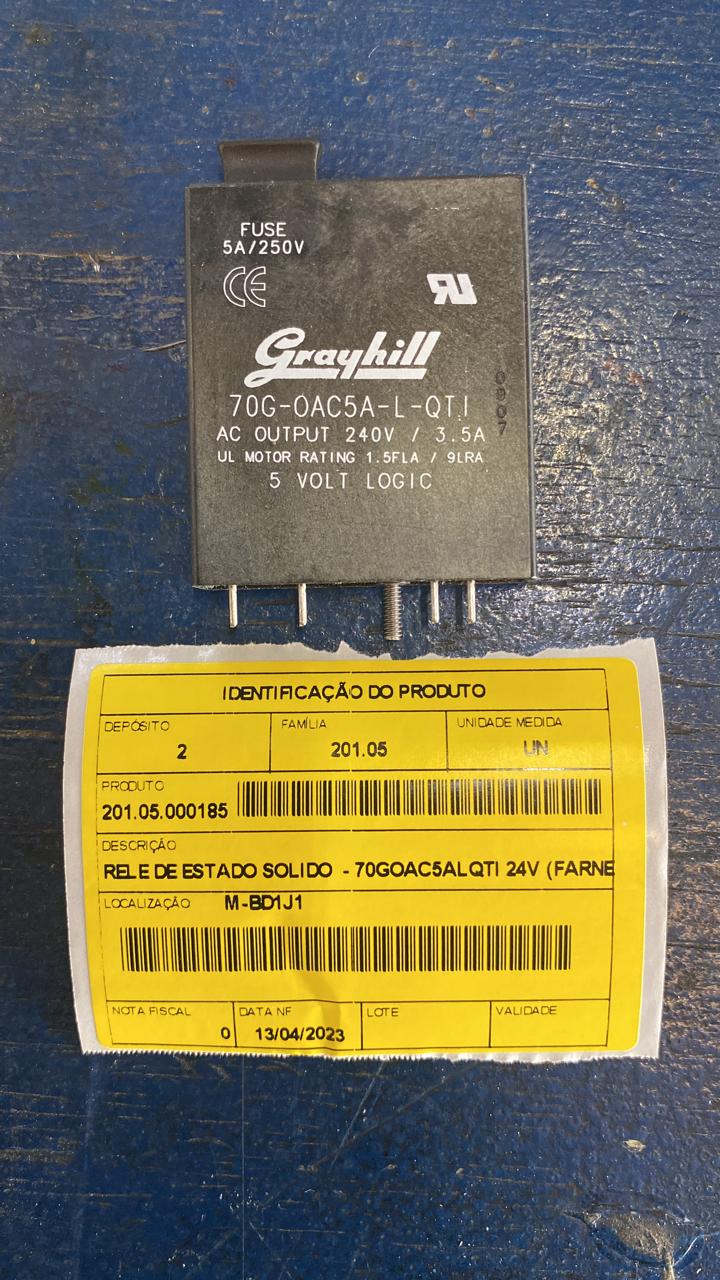 FUSE
5A/250V
CE
Grayhill
70G-OAC5A-L-QTI
AC OUTPUT 240V / 3.5A
UL MOTOR RATING 1.5FLA / 9LRA
5 VOLT LOGIC
IDENTIFICAÇÃO DO PRODUTO
DEPÓSITO FAMÍLIA UNIDADE MEDIDA
2 201.05 UN
PRODUTO
201.05.000185
DESCRIÇÃO
RELE DE ESTADO SOLIDO - 70GOAC5ALQTI 24V (FARNE
LOCALIZAÇÃO M-BD1J1
NOTA FISCAL DATA NF LOTE VALIDADE
0 13/04/2023